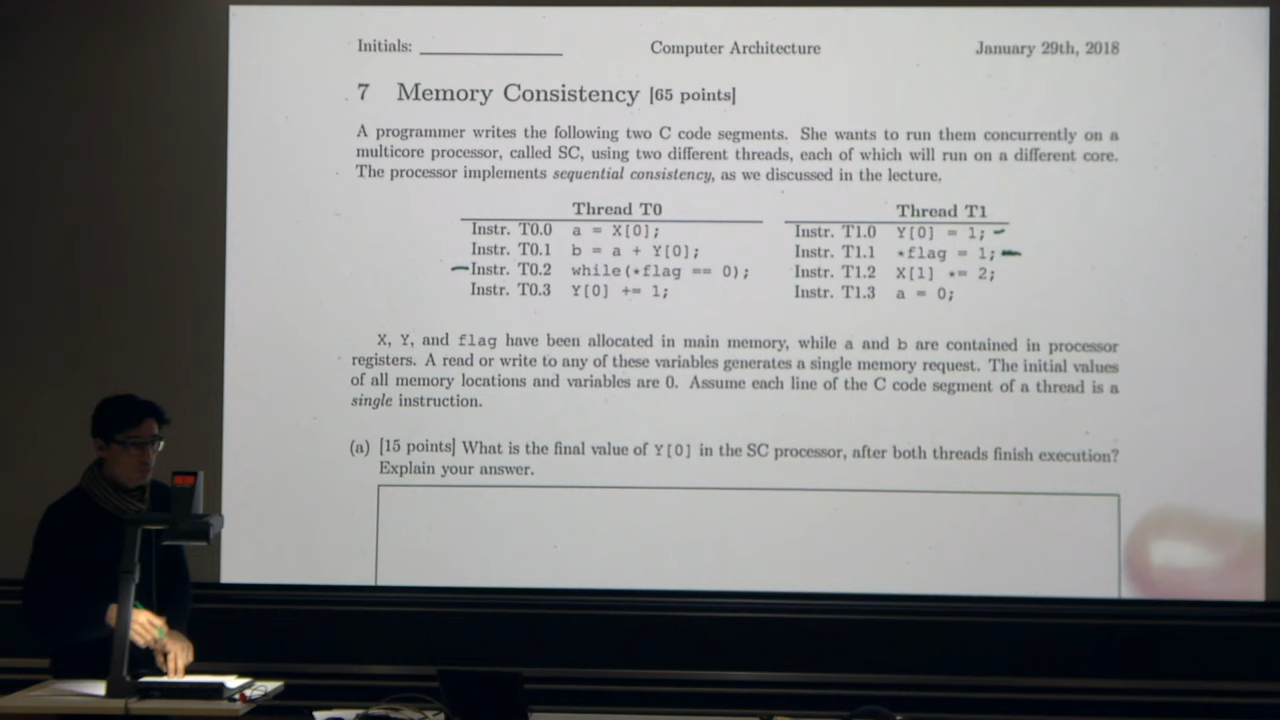 Initials: Computer Architecture January 29th, 2018
7 Memory Consistency [65 points]
A programmer writes the following two C code segments. She wants to run them concurrently on a
multicore processor, called SC, using two different threads, each of which will run on a different core.
The processor implements sequential consistency, as we discussed in the lecture.
Thread T0
Instr. T0.0 a = X[0];
Instr. T0.1 b = a + Y[0];
Instr. T0.2 while(*flag == 0);
Instr. T0.3 Y[0] += 1;
Thread T1
Instr. T1.0 Y[0] = 1;
Instr. T1.1 *flag = 1;
Instr. T1.2 X[1] *= 2;
Instr. T1.3 a = 0;
X, Y, and flag have been allocated in main memory, while a and b are contained in processor
registers. A read or write to any of these variables generates a single memory request. The initial values
of all memory locations and variables are 0. Assume each line of the C code segment of a thread is a
single instruction.
(a) [15 points] What is the final value of Y[0] in the SC processor, after both threads finish execution?
Explain your answer.